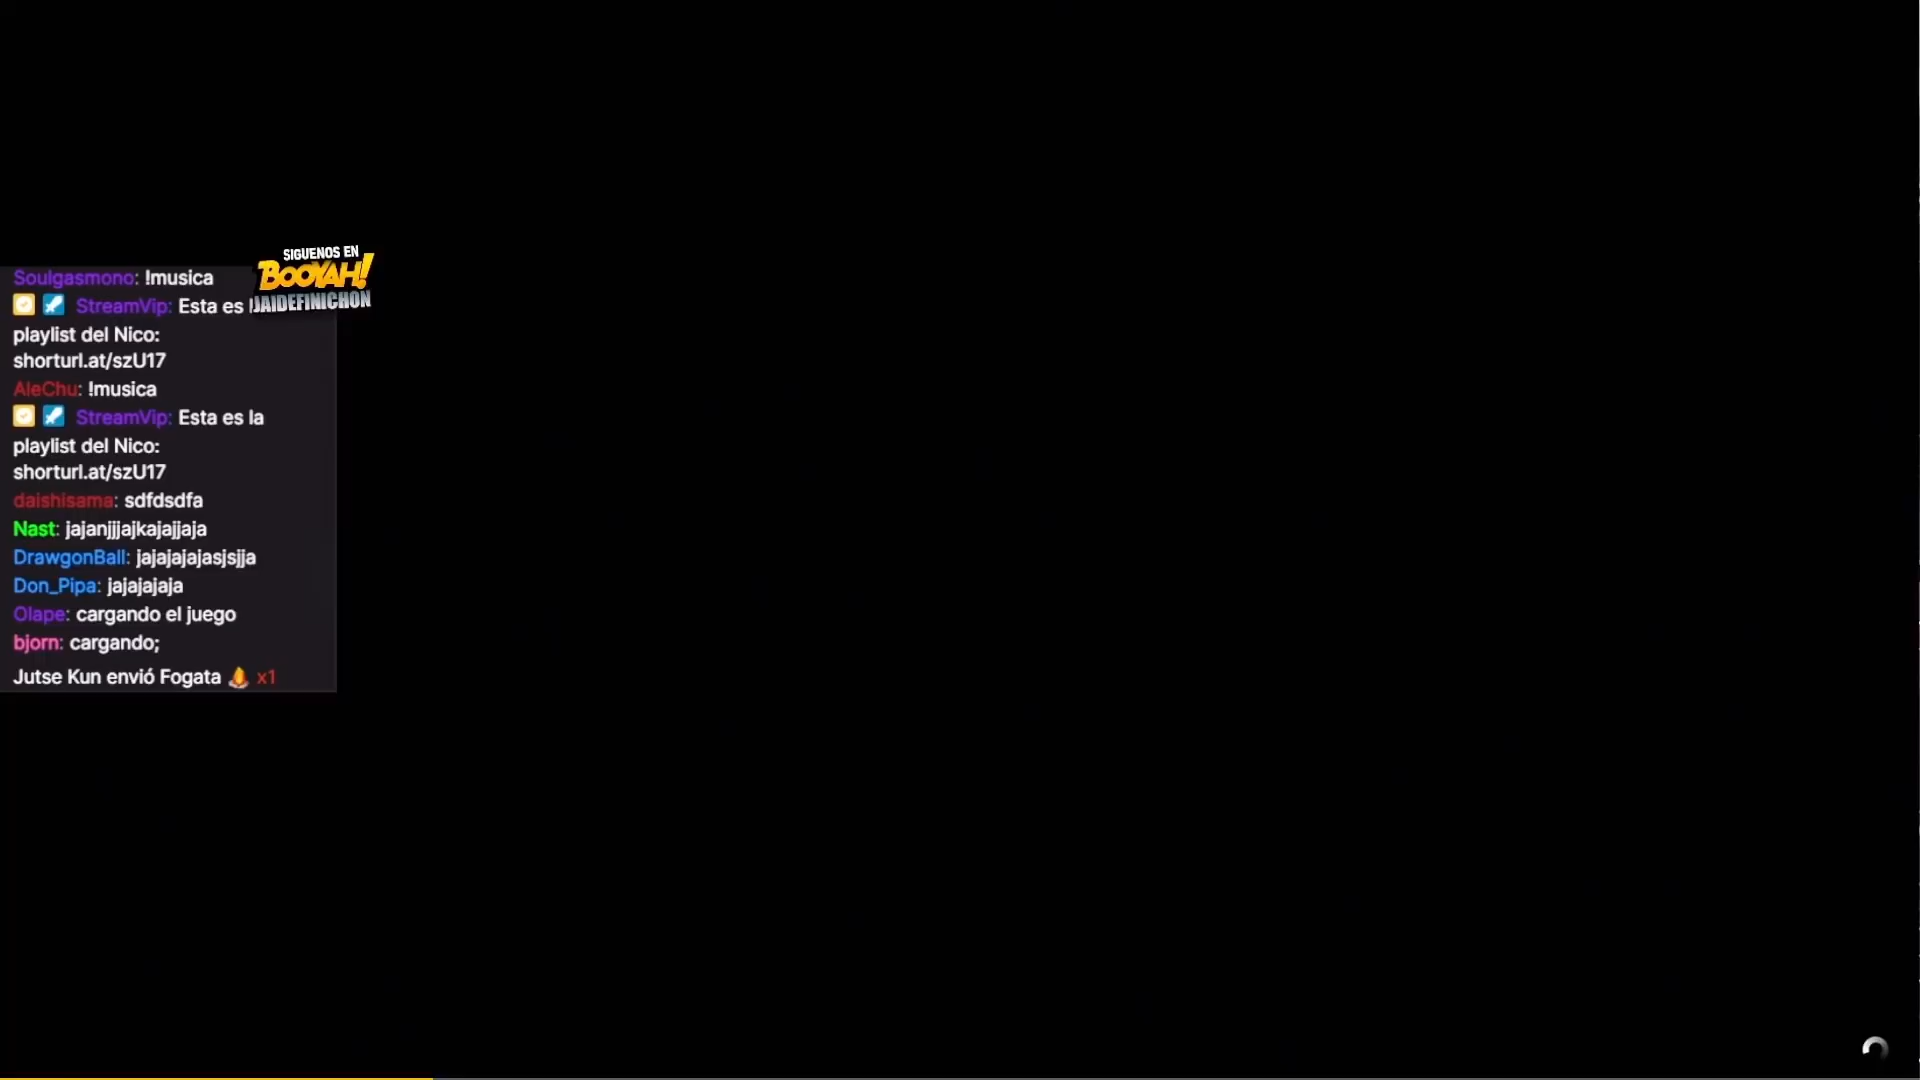 SIGUENOS EN
BOOYAH!
JAIDEFINICHON
Soulgasmono: !musica
StreamVip: Esta es
playlist del Nico:
shorturl.at/szU17
AleChu: !musica
StreamVip: Esta es la
playlist del Nico:
shorturl.at/szU17
daishisama: sdfdsdfa
Nast: jajanjjjajkajajjaja
DrawgonBall: jajajajajasjsjja
Don_Pipa: jajajajaja
Olape: cargando el juego
bjorn: cargando;
Jutse Kun envió Fogata x1